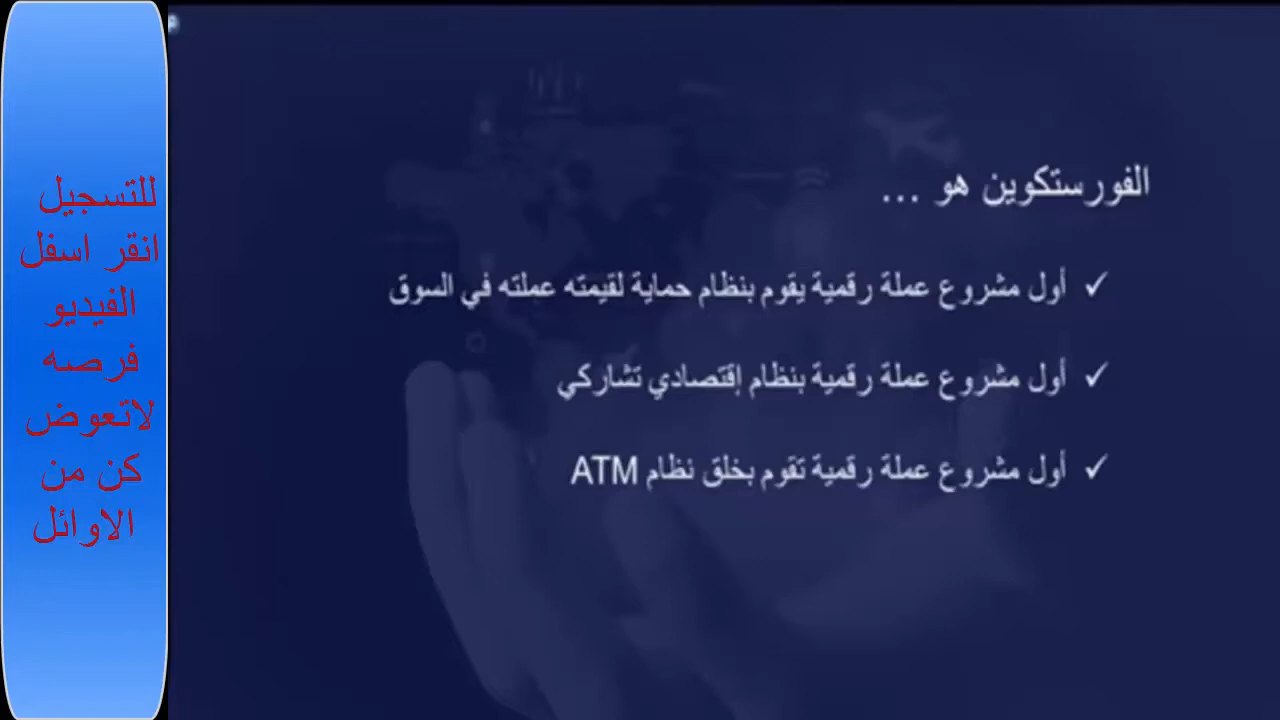 الفورستكوين هو ...
✓ أول مشروع عملة رقمية يقوم بنظام حماية لقيمته عملته في السوق
✓ أول مشروع عملة رقمية بنظام إقتصادي تشاركي
✓ أول مشروع عملة رقمية تقوم بخلق نظام ATM
للتسجيل
انقر اسفل
الفيديو
فرصه
لاتعوض
كن من
الاوائل